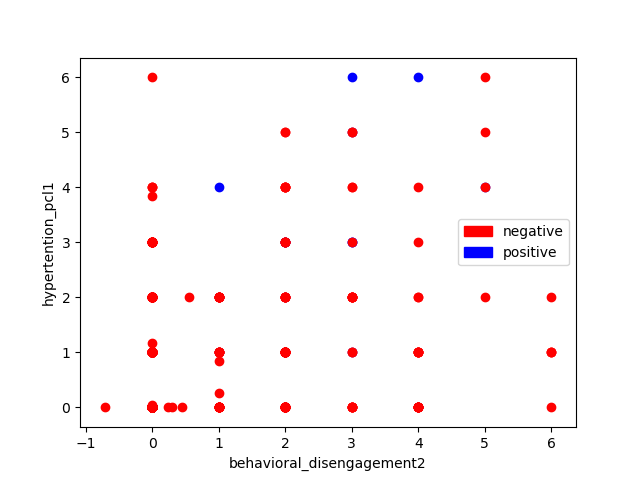 6
5
4
3
2
1
0
hypertention_pcl1
negative
positive
−1 0 1 2 3 4 5 6
behavioral_disengagement2